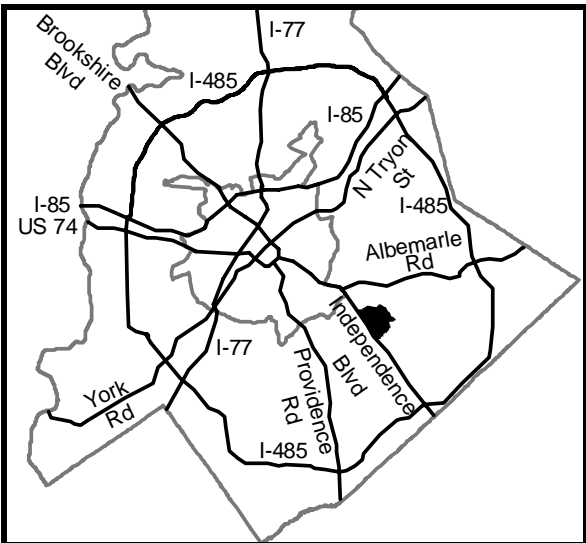 I-77
Brookshire
Blvd
I-485
I-85
N Tryon
St
I-85
US 74
I-485
Albemarle
Rd
Independence
Blvd
I-77
Providence
Rd
York
Rd
I-485